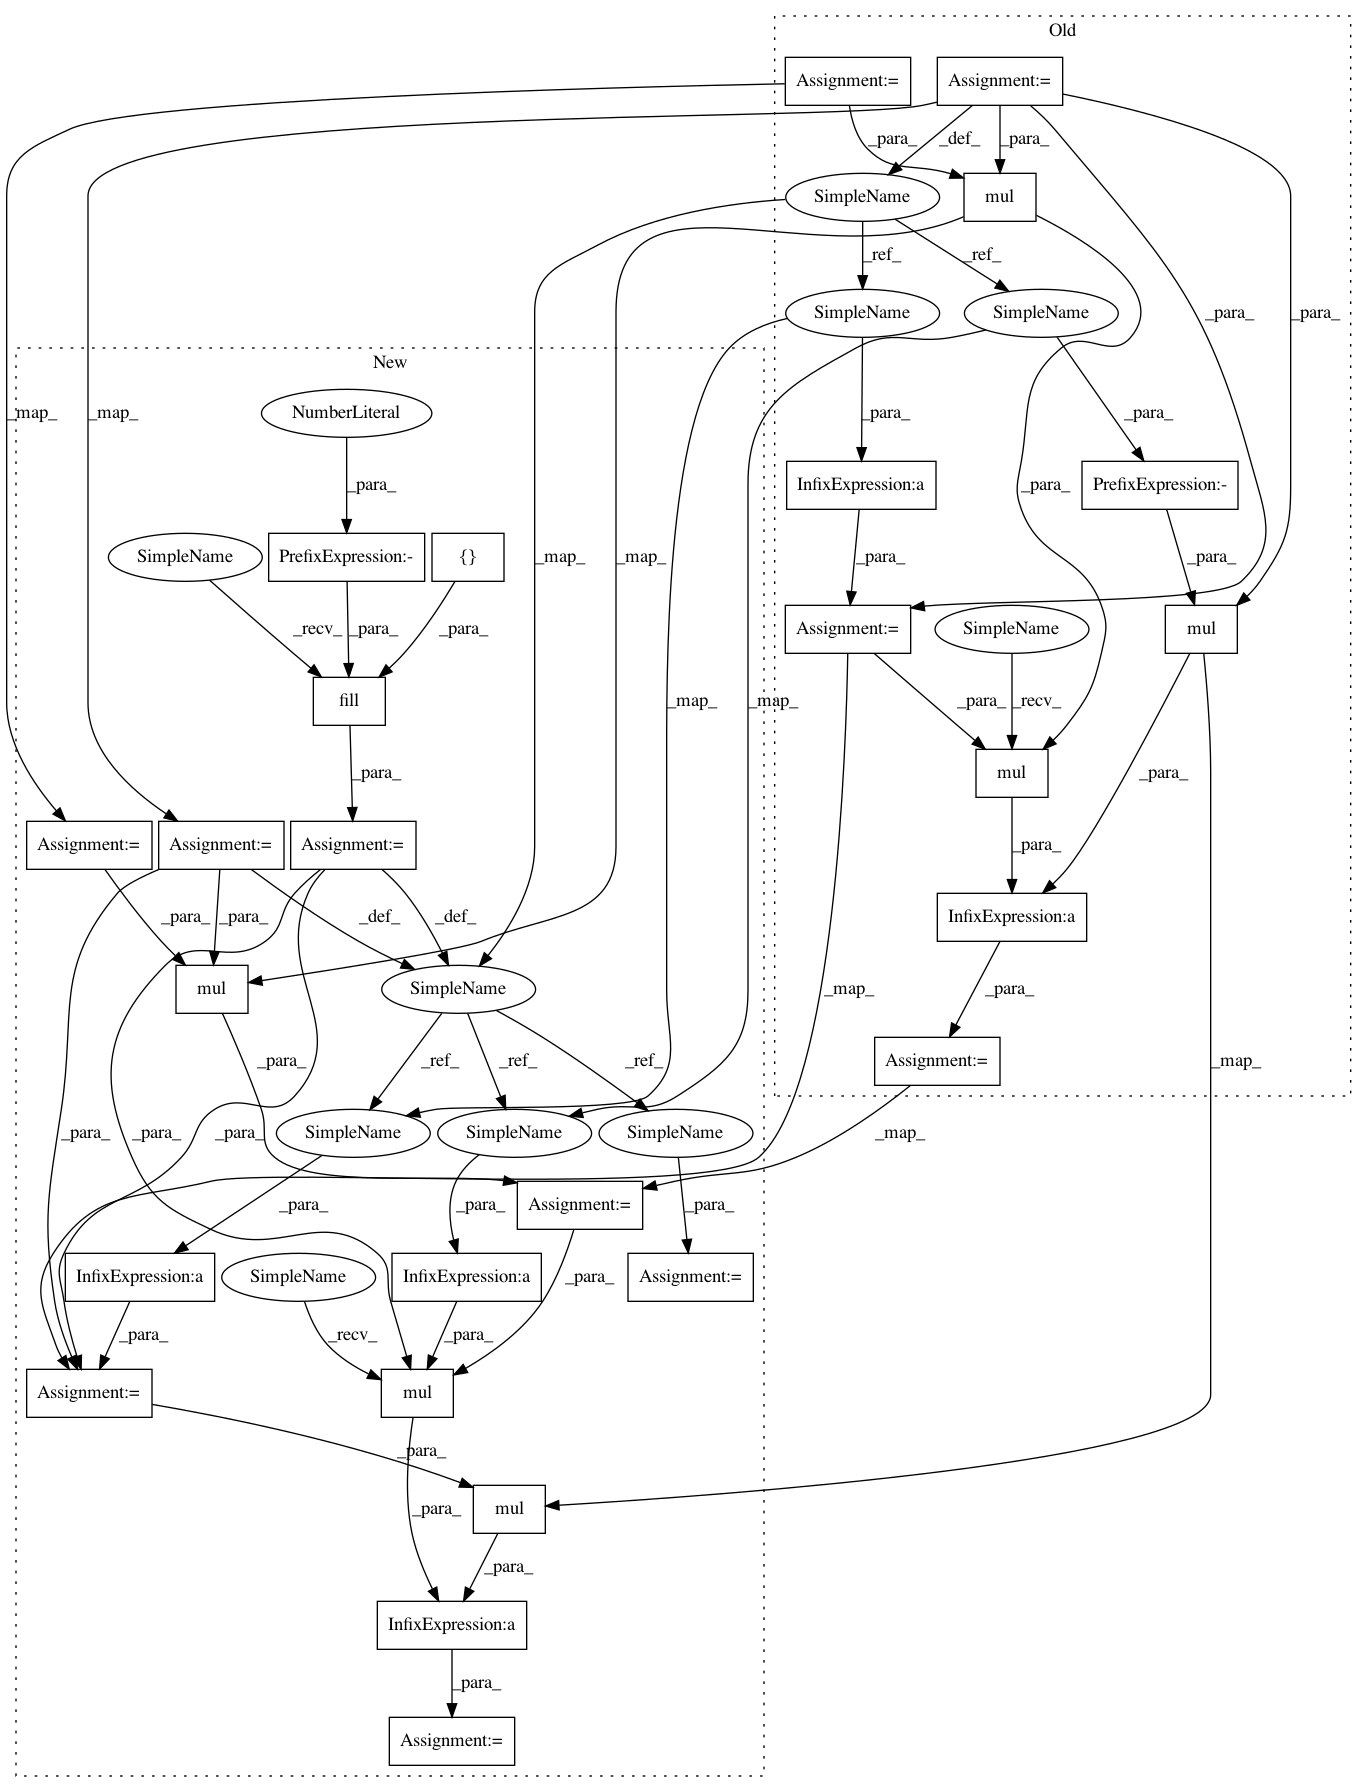 Old
Assignment:=
Assignment:=
_para_
_def_
_para_
SimpleName
mul
_ref_
_ref_
_para_
_para_
SimpleName
SimpleName
New
_map_
_map_
NumberLiteral
_para_
_para_
_para_
_para_
_map_
_map_
InfixExpression:a
PrefixExpression:-
SimpleName
PrefixExpression:-
{}
_para_
_para_
_recv_
_para_
_para_
Assignment:=
SimpleName
mul
fill
_map_
_map_
_para_
_recv_
_para_
mul
_para_
_para_
Assignment:=
Assignment:=
Assignment:=
InfixExpression:a
_para_
_para_
_def_
_def_
mul
SimpleName
_map_
_para_
_para_
_ref_
_ref_
_ref_
Assignment:=
_map_
_para_
_para_
_para_
SimpleName
SimpleName
SimpleName
_map_
_para_
_para_
Assignment:=
_para_
InfixExpression:a
SimpleName
InfixExpression:a
_para_
Assignment:=
_para_
_recv_
_para_
Assignment:=
mul
_para_
_para_
mul
_para_
InfixExpression:a
_para_
Assignment:=